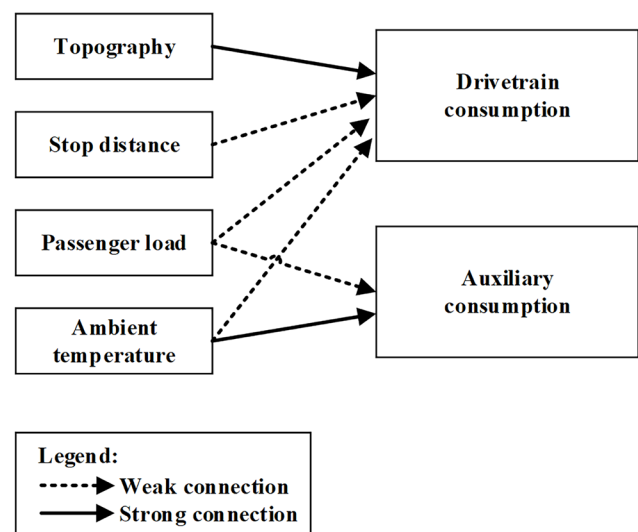 Topography
Drivetrain
consumption
Stop distance
Passenger load
Auxiliary
consumption
Ambient
temperature
Legend:
Weak connection
Strong connection